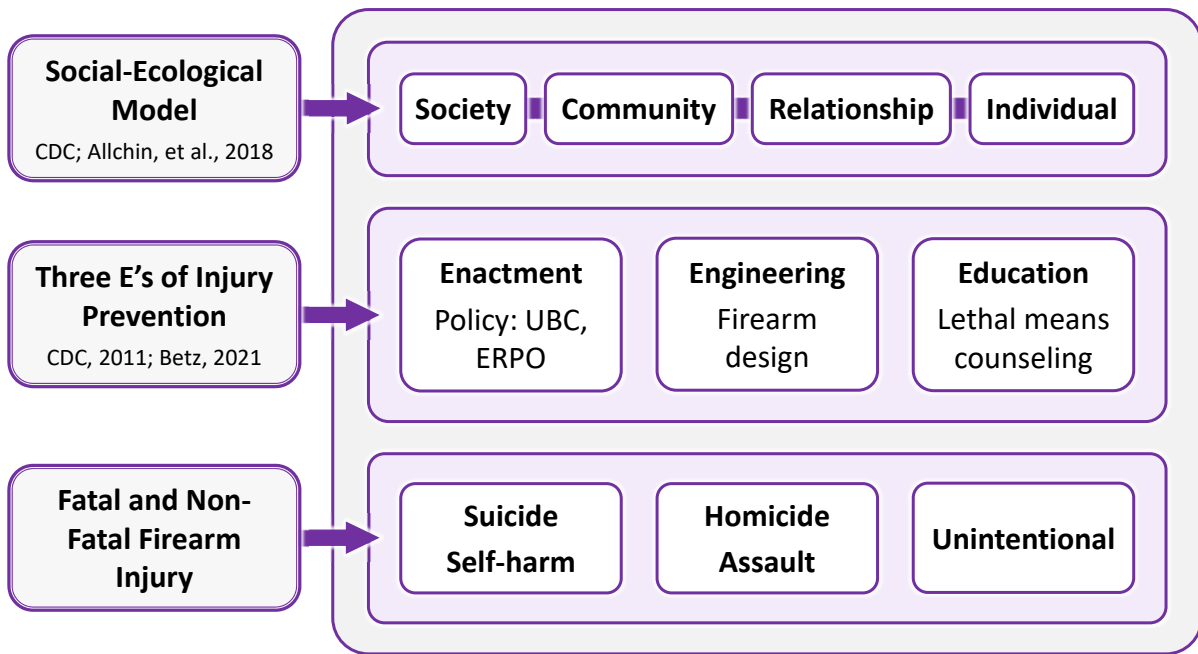 Social-Ecological
Model
CDC; Allchin, et al., 2018
Society
Community
Relationship
Individual
Three E’s of Injury
Prevention
CDC, 2011; Betz, 2021
Enactment
Policy: UBC,
ERPO
Engineering
Firearm
design
Education
Lethal means
counseling
Fatal and Non-
Fatal Firearm
Injury
Suicide
Self-harm
Homicide
Assault
Unintentional